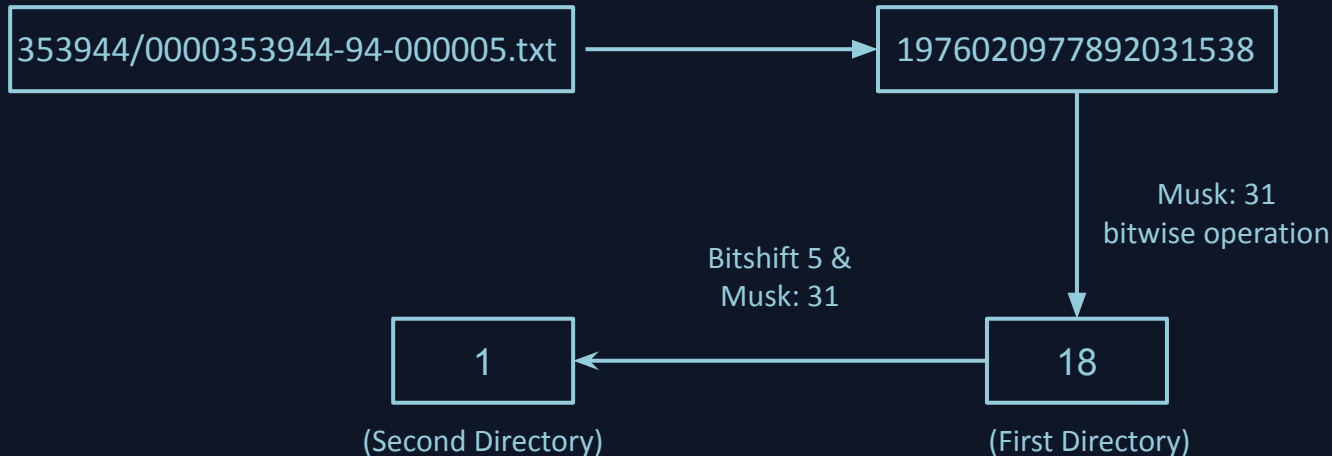 353944/0000353944-94-000005.txt
1976020977892031538
Musk: 31
bitwise operation
Bitshift 5 &
Musk: 31
1
18
(Second Directory)
(First Directory)